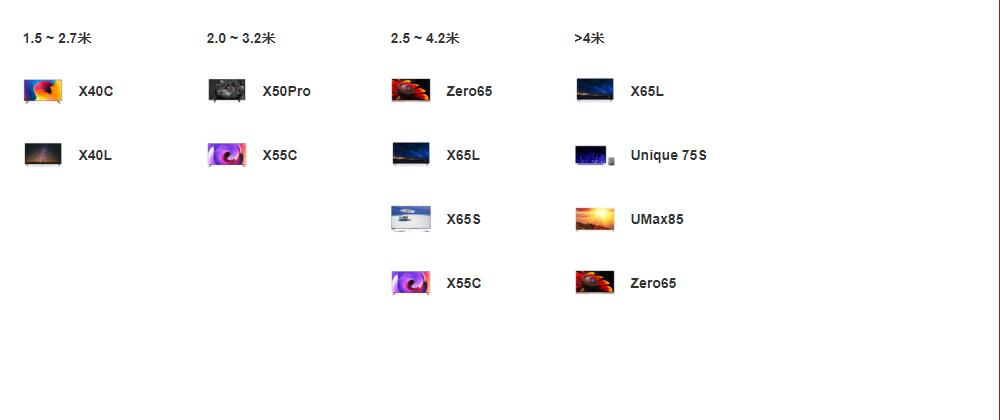 1.5 ~ 2.7米
X40C
X40L
2.0 ~ 3.2米
X50Pro
X55C
2.5 ~ 4.2米
Zero65
X65L
X65S
X55C
>4米
X65L
Unique 75S
UMax85
Zero65